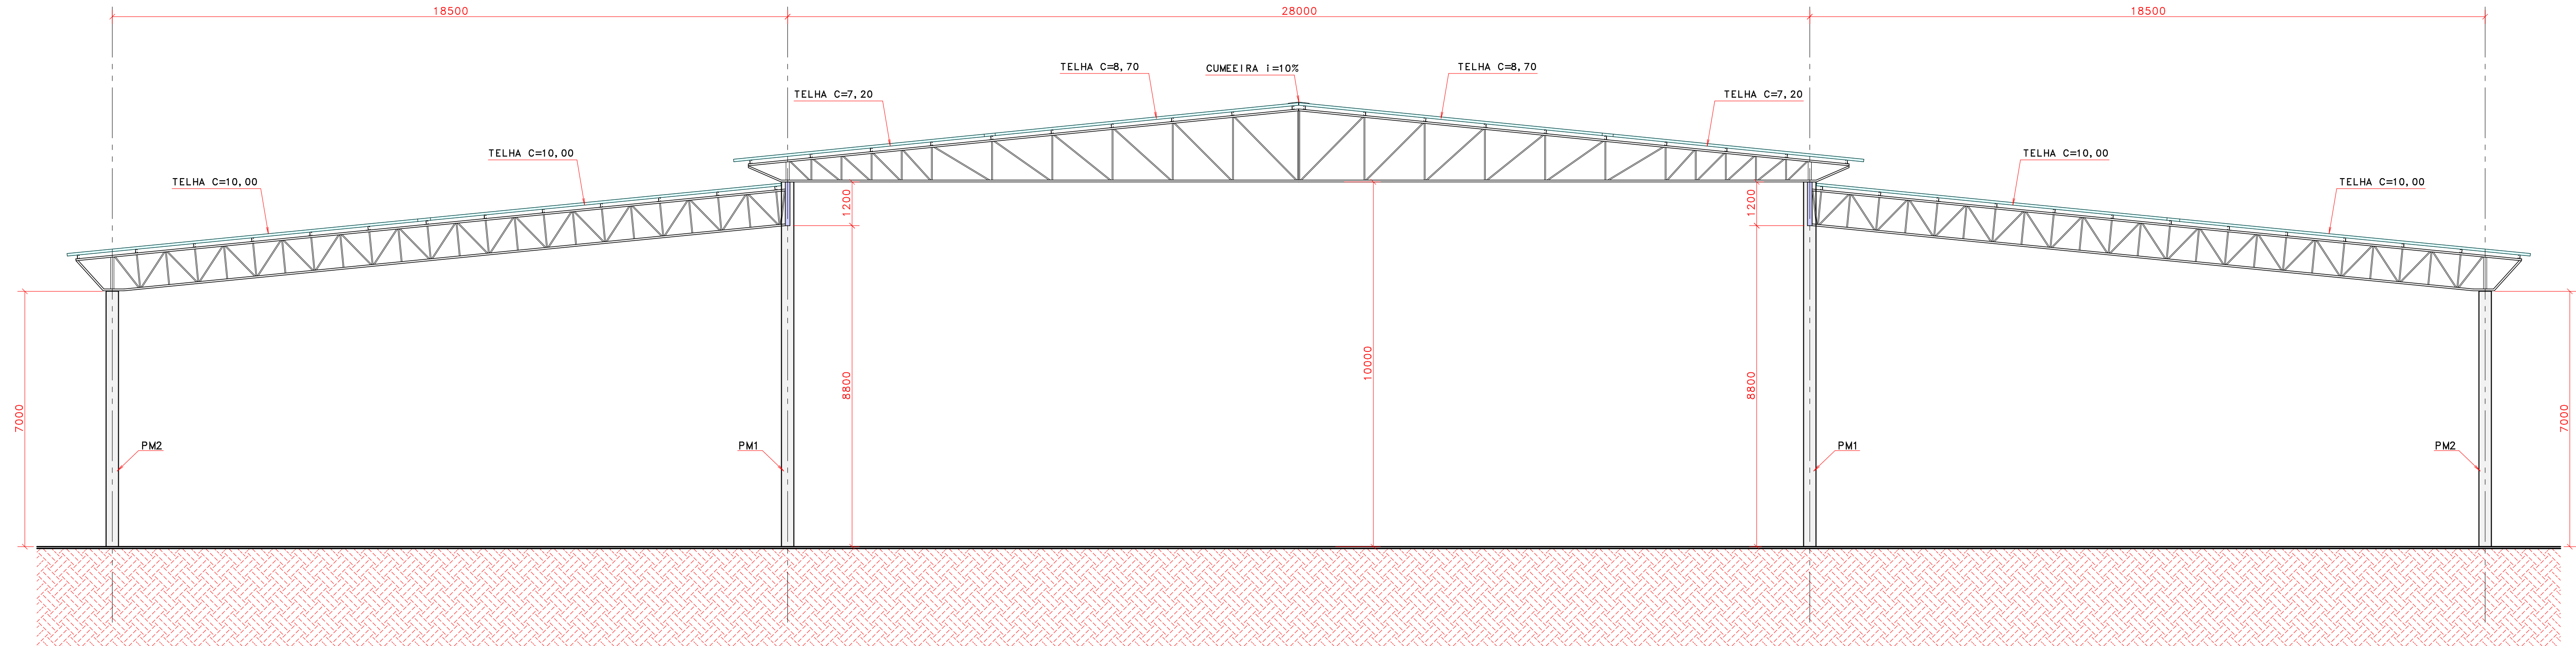 18500
28000
18500
TELHA C=8,70
CUMEEIRA i=10%
TELHA C=8,70
TELHA C=7,20
TELHA C=7,20
TELHA C=10,00
TELHA C=10,00
TELHA C=10,00
TELHA C=10,00
1200
1200
7000
8800
10000
8800
7000
PM2
PM1
PM1
PM2